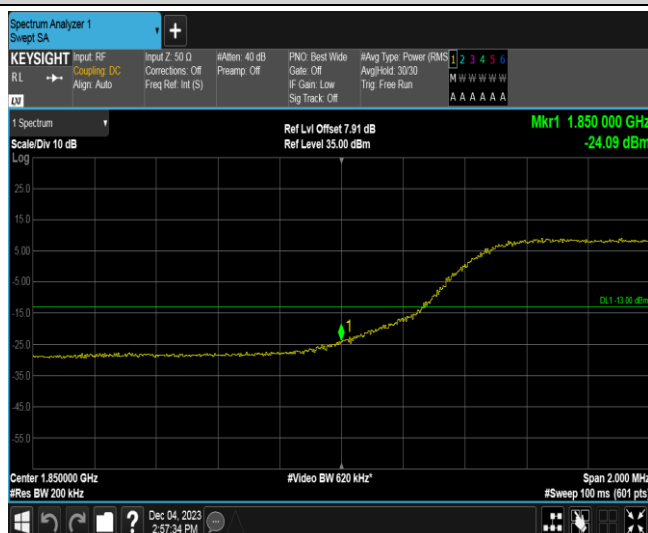 Spectrum Analyzer 1
Swept SA
+
KEYSIGHT
RL
LXI
Input: RF
Coupling: DC
Align: Auto
Input Z: 50 Ω
Corrections: Off
Freq Ref: Int (S)
#Atten: 40 dB
Preamp: Off
PNO: Best Wide
Gate: Off
IF Gain: Low
Sig Track: Off
#Avg Type: Power (RMS
Avg|Hold: 30/30
Trig: Free Run
1 2 3 4 5 6
M W W W W W
A A A A A A
1 Spectrum
Scale/Div 10 dB
Log
Ref Lvl Offset 7.91 dB
Ref Level 35.00 dBm
Mkr1 1.850 000 GHz
-24.09 dBm
25.0
15.0
5.00
-5.00
DL1 -13.00 dBm
-15.0
1
-25.0
-35.0
-45.0
-55.0
Center 1.85000 GHz
#Video BW 620 kHz*
Span 2.000 MHz
#Res BW 200 kHz
#Sweep 100 ms (601 pts)
?
Dec 04, 2023
2:57:34 PM